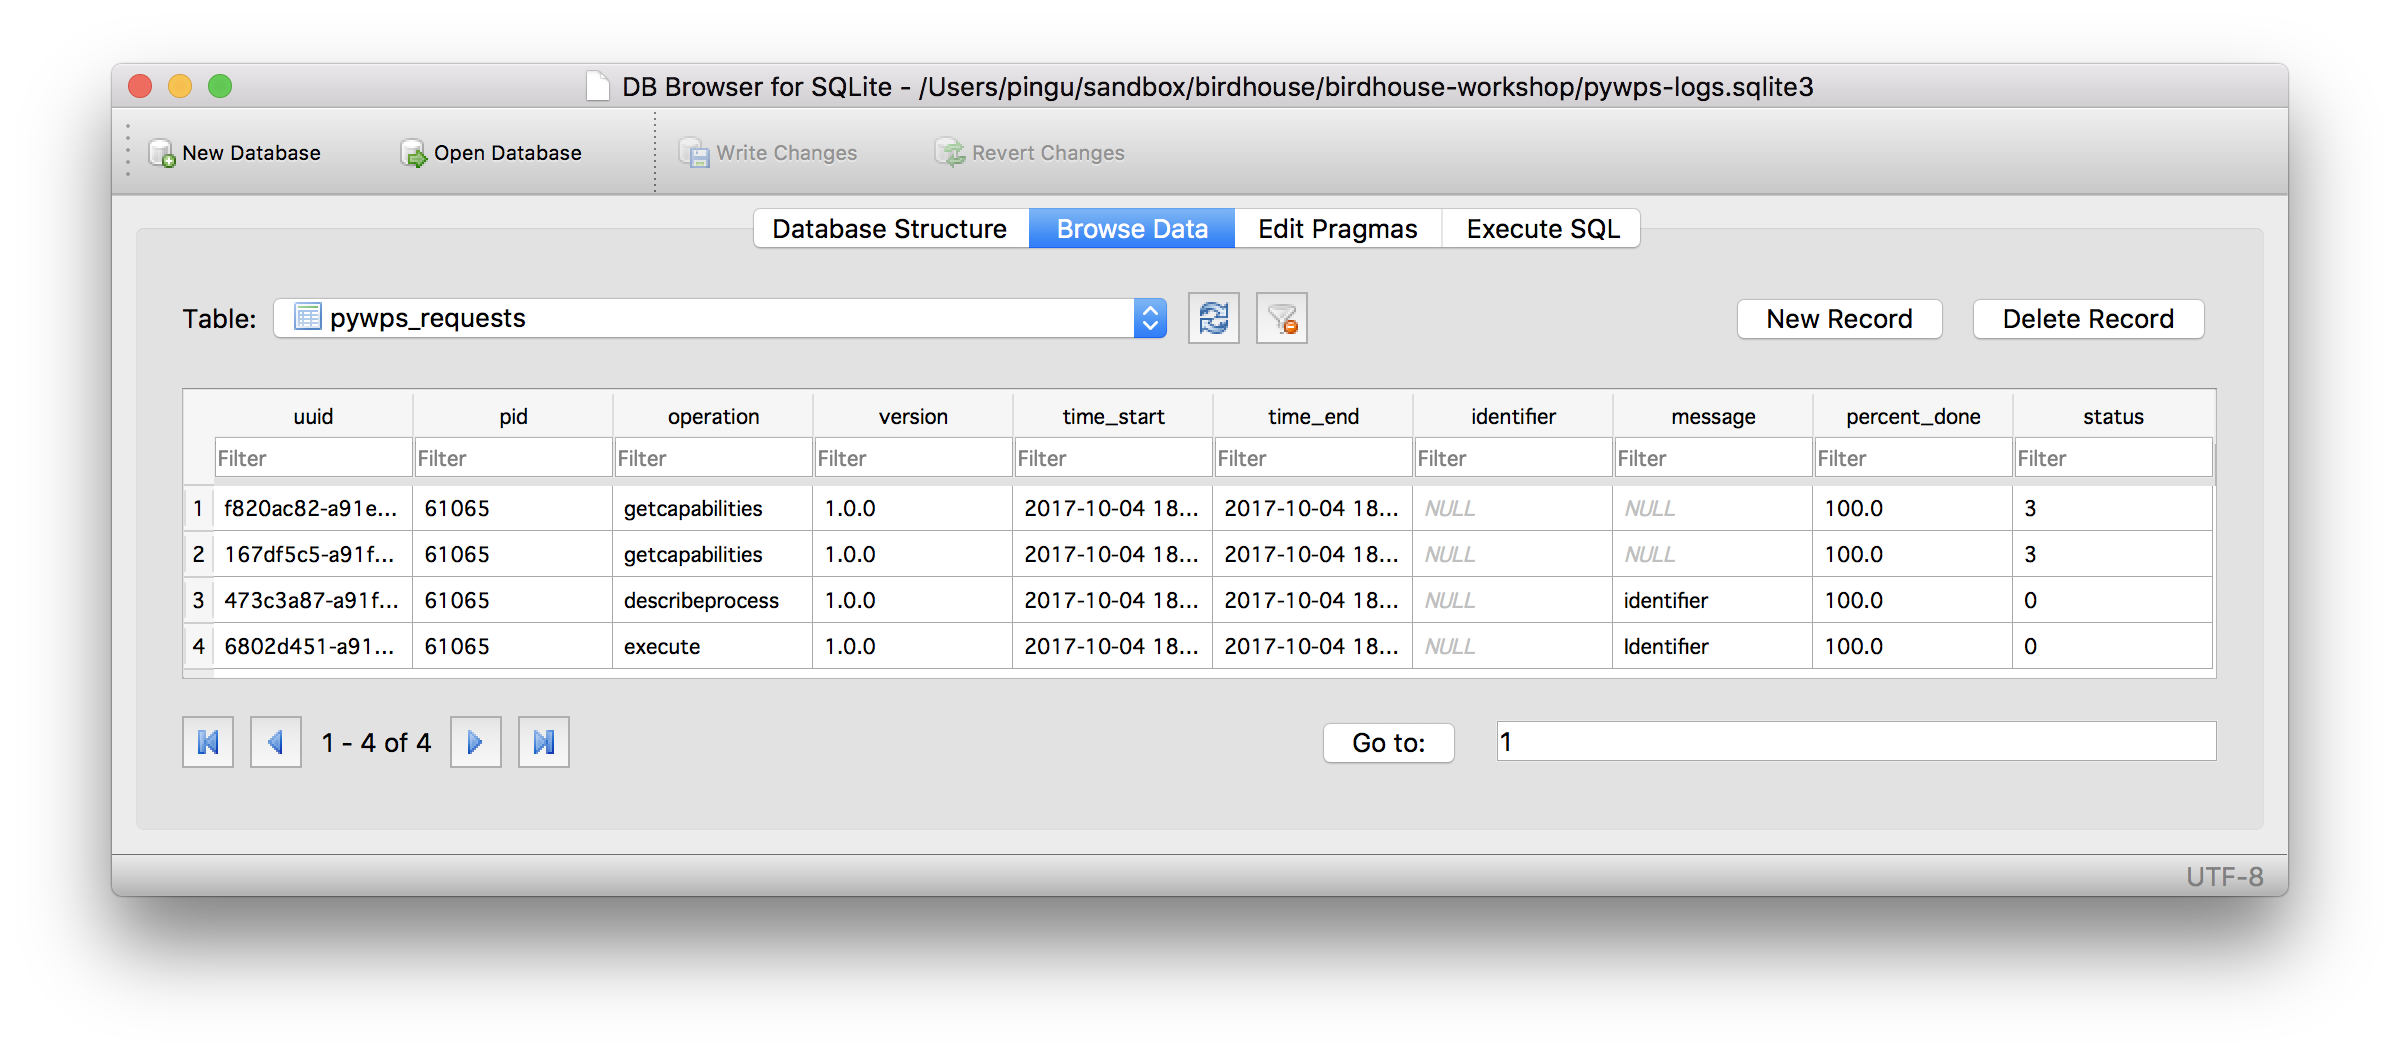 DB Browser for SQLite - /Users/pingu/sandbox/birdhouse/birdhouse-workshop/pywps-logs.sqlite3
New Database Open Database Write Changes Revert Changes
Database Structure Browse Data Edit Pragmas Execute SQL
Table: pywps_requests New Record Delete Record
uuid pid operation version time_start time_end identifier message percent_done status
Filter Filter Filter Filter Filter Filter Filter Filter Filter Filter
1 f820ac82-a91e... 61065 getcapabilities 1.0.0 2017-10-04 18... 2017-10-04 18... NULL NULL 100.0 3
2 167df5c5-a91f... 61065 getcapabilities 1.0.0 2017-10-04 18... 2017-10-04 18... NULL NULL 100.0 3
3 473c3a87-a91f... 61065 describeprocess 1.0.0 2017-10-04 18... 2017-10-04 18... NULL identifier 100.0 0
4 6802d451-a91... 61065 execute 1.0.0 2017-10-04 18... 2017-10-04 18... NULL Identifier 100.0 0
1 - 4 of 4 Go to: 1
UTF-8